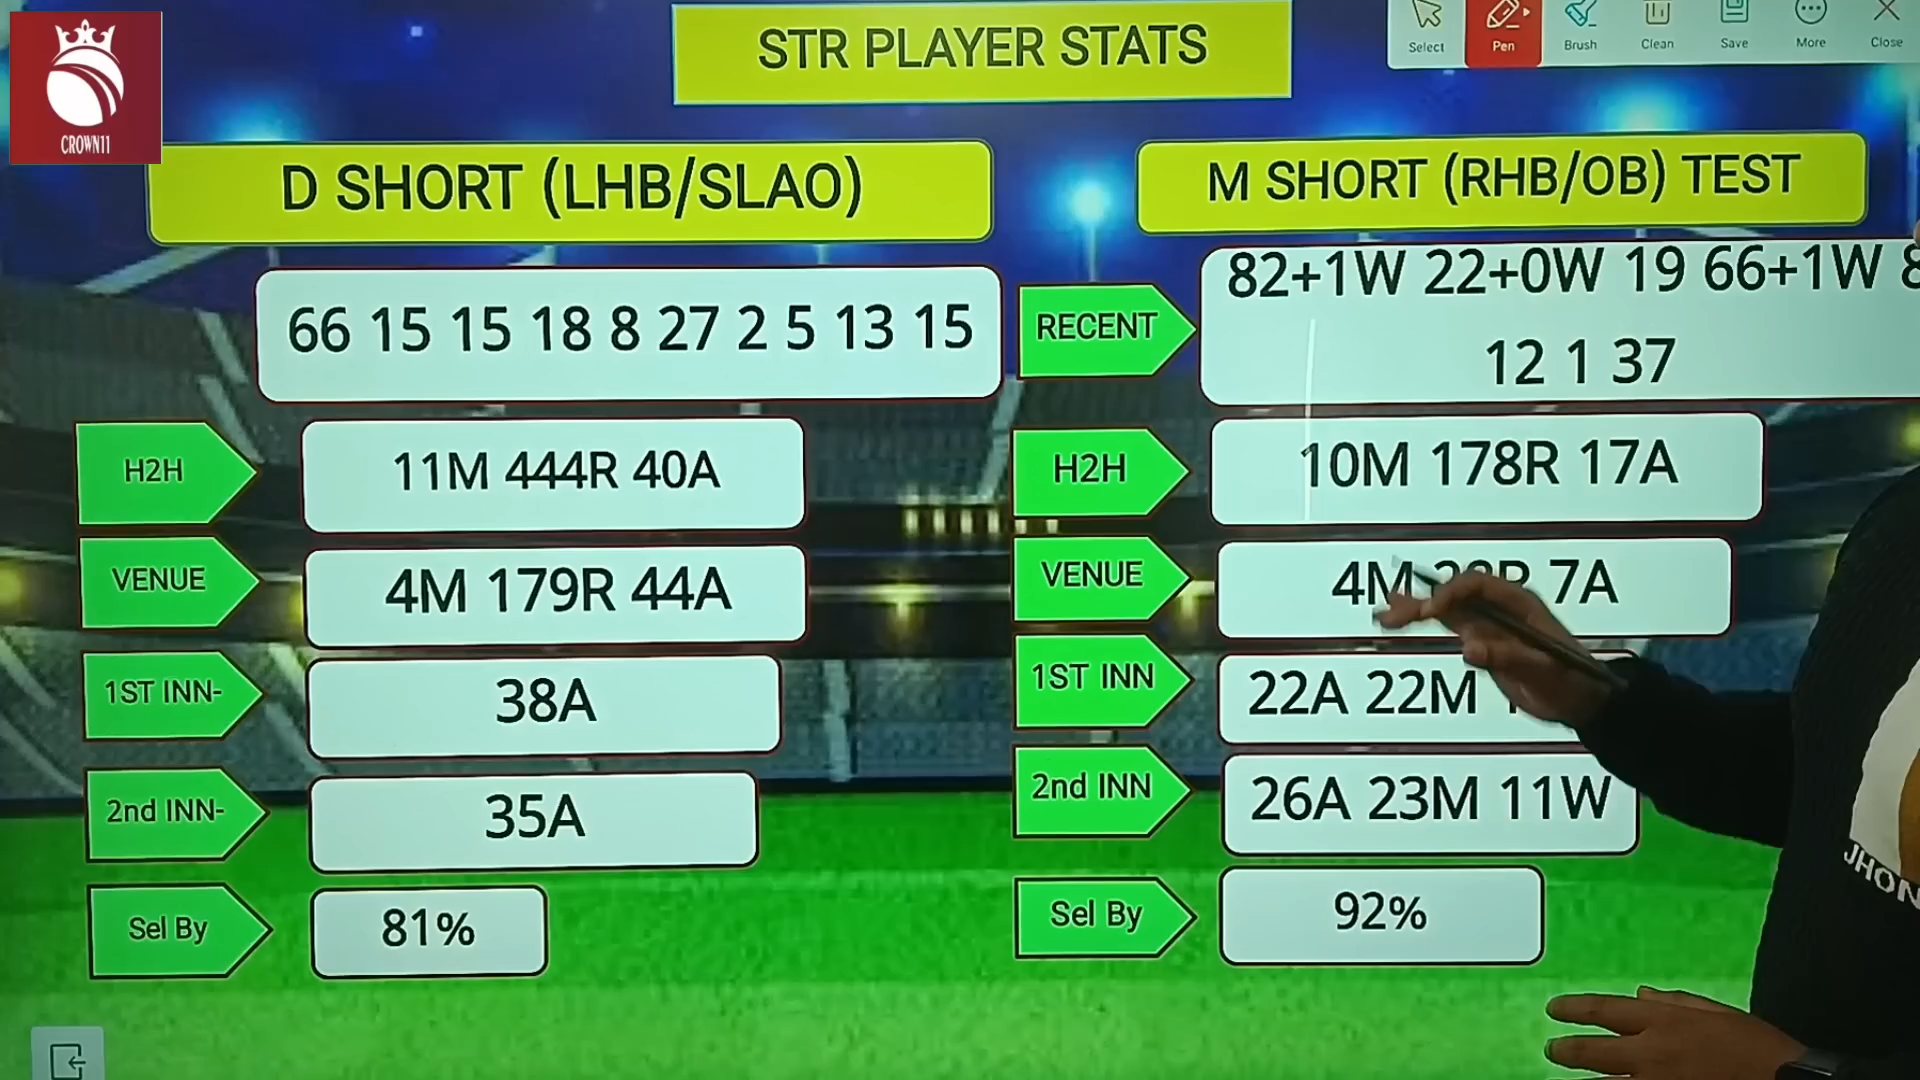 CROWN11
STR PLAYER STATS
Select Pen Brush Clean Save More Close
D SHORT (LHB/SLAO)
66 15 15 18 8 27 2 5 13 15
H2H 11M 444R 40A
VENUE 4M 179R 44A
1ST INN- 38A
2nd INN- 35A
Sel By 81%
M SHORT (RHB/OB) TEST
RECENT 82+1W 22+0W 19 66+1W
12 1 37
H2H 10M 178R 17A
VENUE 4M 7A
1ST INN 22A 22M
2nd INN 26A 23M 11W
Sel By 92%